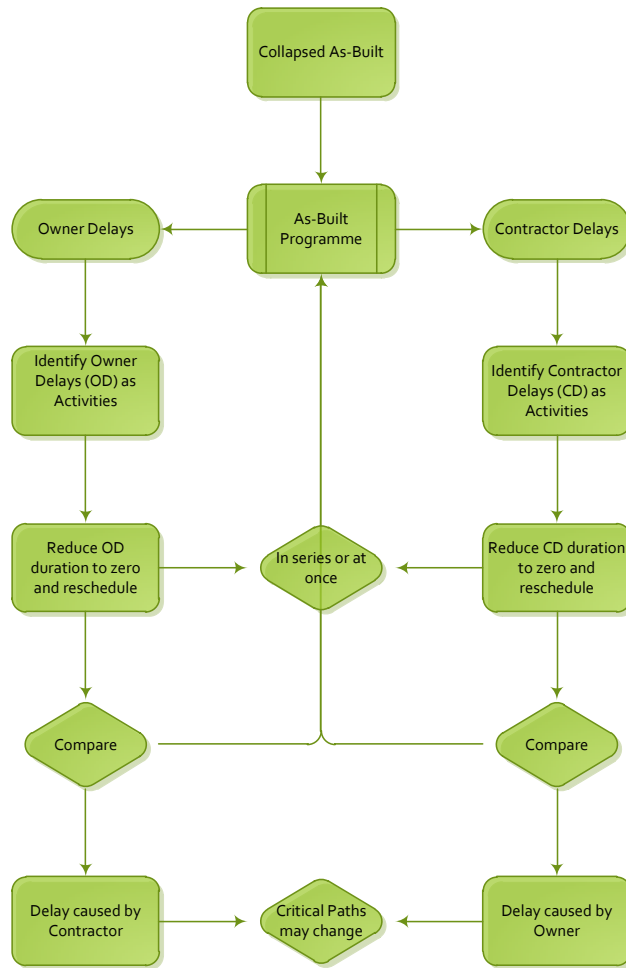 Collapsed As-Built
Owner Delays
As-Built
Programme
Contractor Delays
Identify Owner
Delays (OD) as
Activities
Identify Contractor
Delays (CD) as
Activities
Reduce OD
duration to zero
and reschedule
In series or at
once
Reduce CD duration
to zero and
reschedule
Compare
Compare
Delay caused by
Contractor
Critical Paths
may change
Delay caused by
Owner